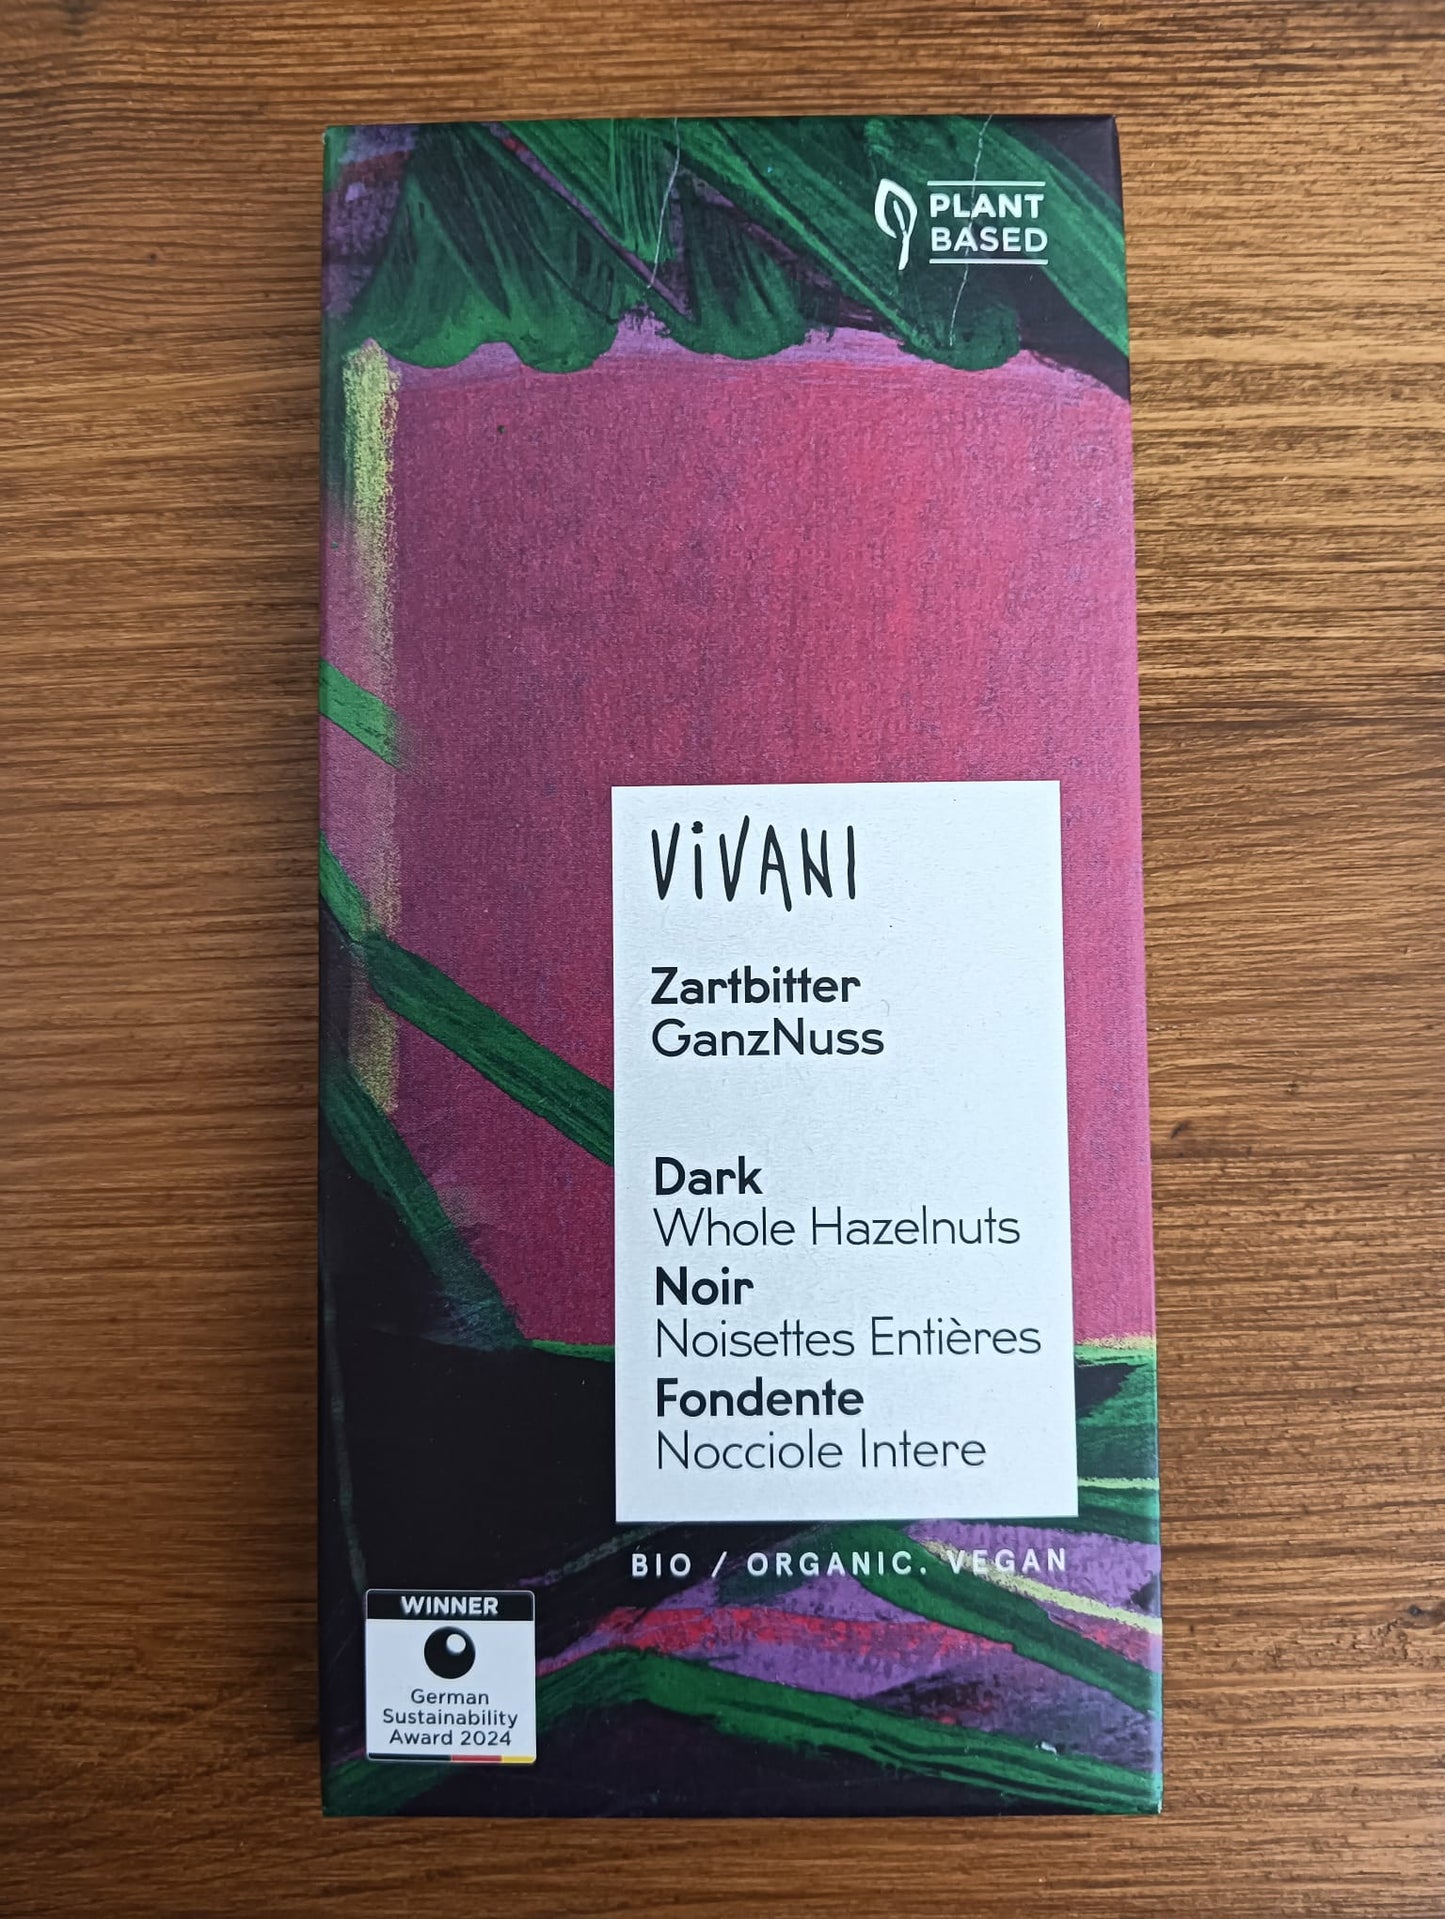 PLANT
BASED
ViVANI
Zartbitter
GanzNuss
Dark
Whole Hazelnuts
Noir
Noisettes Entières
Fondente
Nocciole Intere
BIO / ORGANIC. VEGAN
WINNER
German
Sustainability
Award 2024